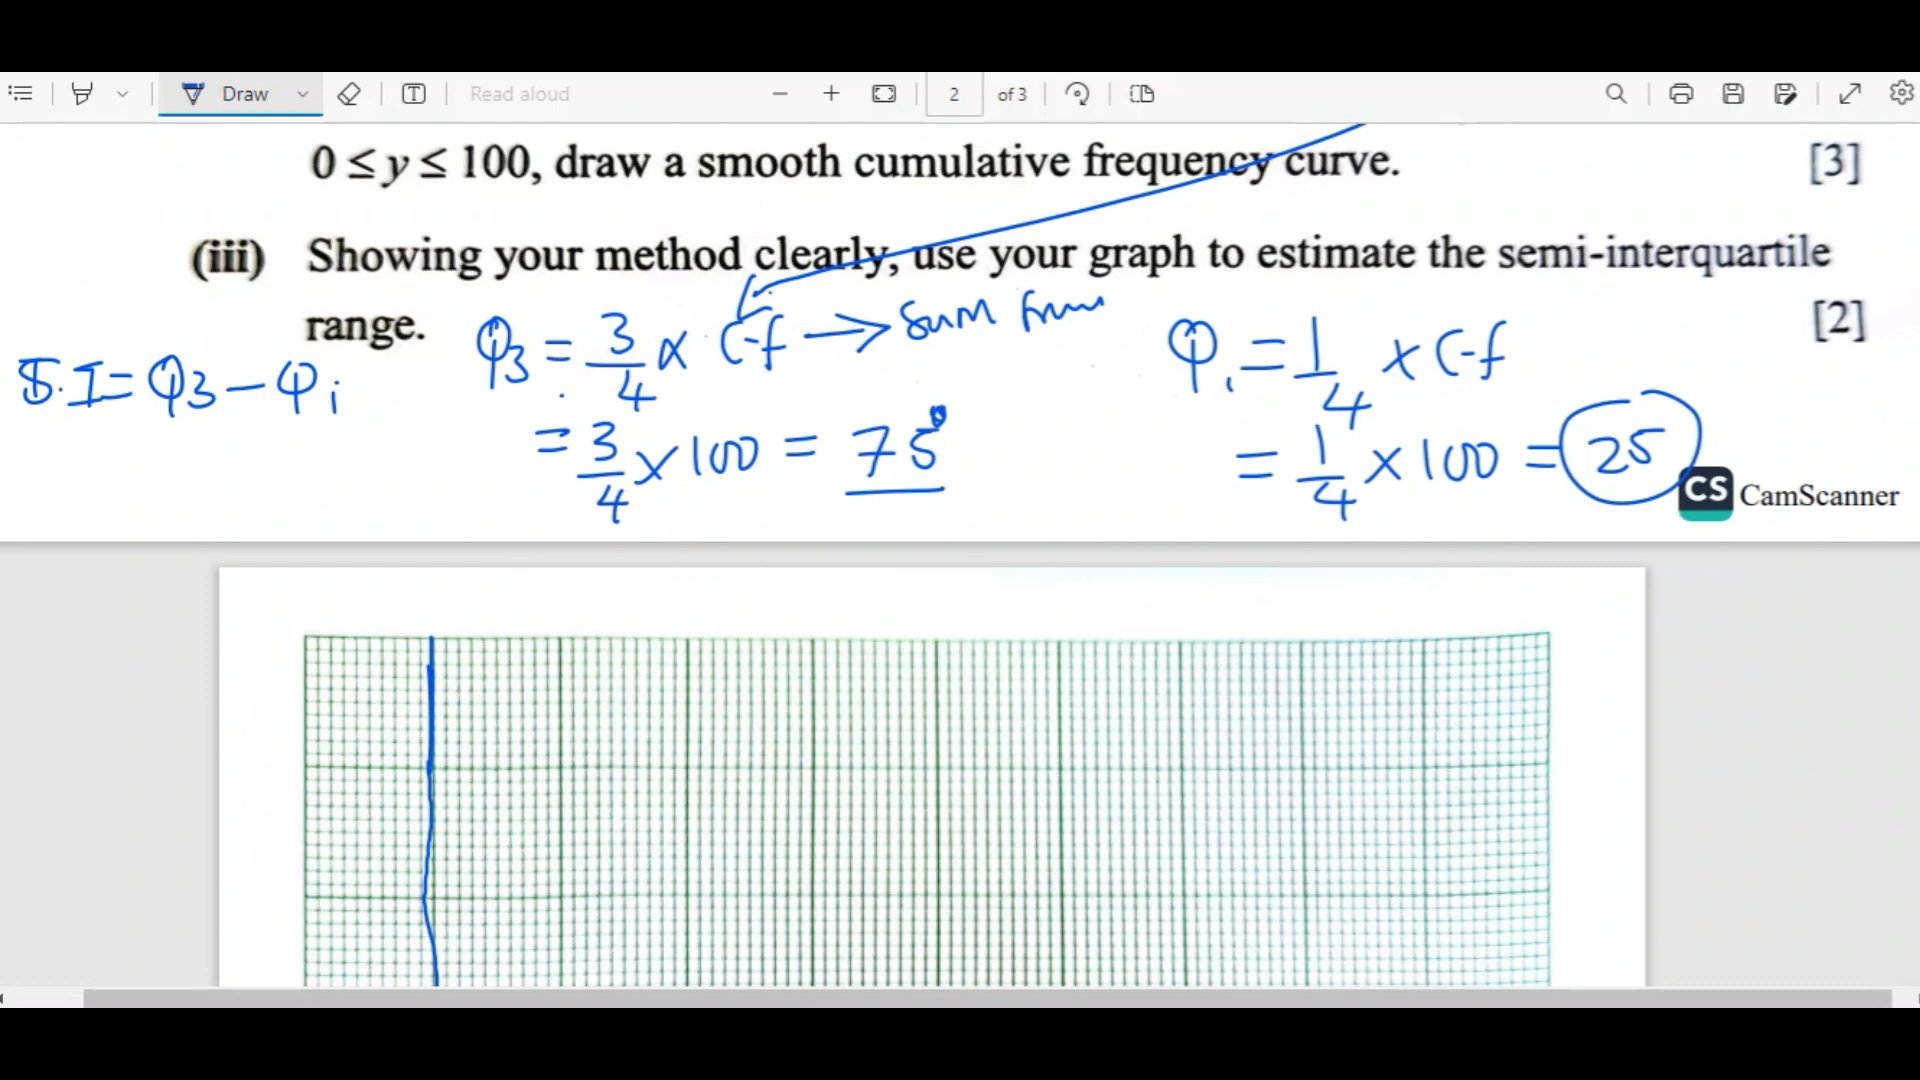 Draw
Read aloud
2 of 3
0 ≤ y ≤ 100, draw a smooth cumulative frequency curve. [3]
(iii) Showing your method clearly, use your graph to estimate the semi-interquartile
range. [2]
S.I = Q3 - Q1
Q3 = 3/4 x C-f → Sum
= 3/4 x 100 = 75
Q1 = 1/4 x C-f
= 1/4 x 100 = 25
CS CamScanner